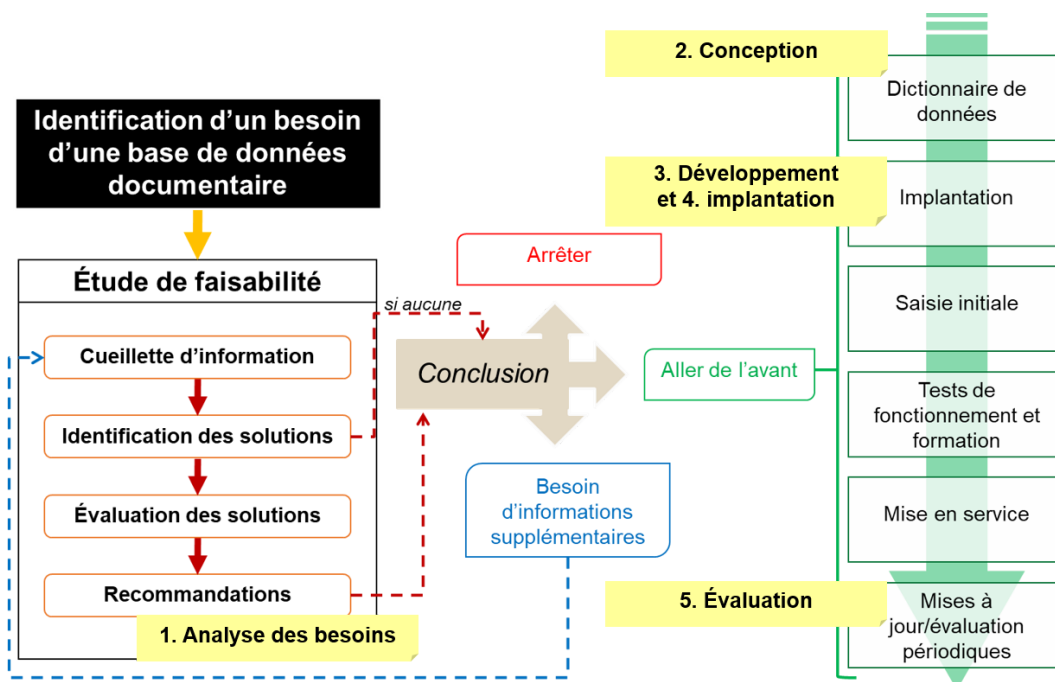 Identification d’un besoin
d’une base de données
documentaire
Étude de faisabilité
Cueillette d’information
Identification des solutions
Évaluation des solutions
Recommandations
1. Analyse des besoins
si aucune
Conclusion
Arrêter
Aller de l’avant
Besoin
d’informations
supplémentaires
2. Conception
Dictionnaire de
données
3. Développement
et 4. implantation
Implantation
Saisie initiale
Tests de
fonctionnement et
formation
Mise en service
5. Évaluation
Mises à
jour/évaluation
périodiques